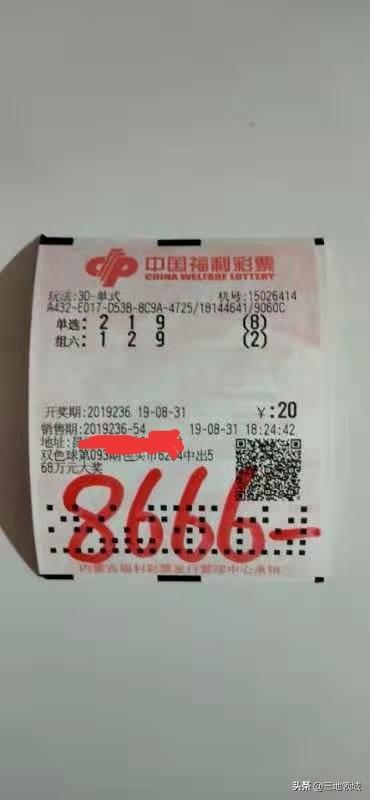 中国福利彩票
CHINA WELFARE LOTTERY
玩法:3D-单式 机号:15026414
A432-E017-D53B-8C9A-4725/18144641/9060C
单选: 2 1 9 (8)
组六: 1 2 9 (2)
开奖期:2019236 19-08-31 ¥:20
销售期:2019236-54 19-08-31 18:24:42
地址:昆
双色球第093期包头市6204中出5
68万元大奖
8666-
内蒙古福利彩票发行管理中心承销
头条 @三地领域